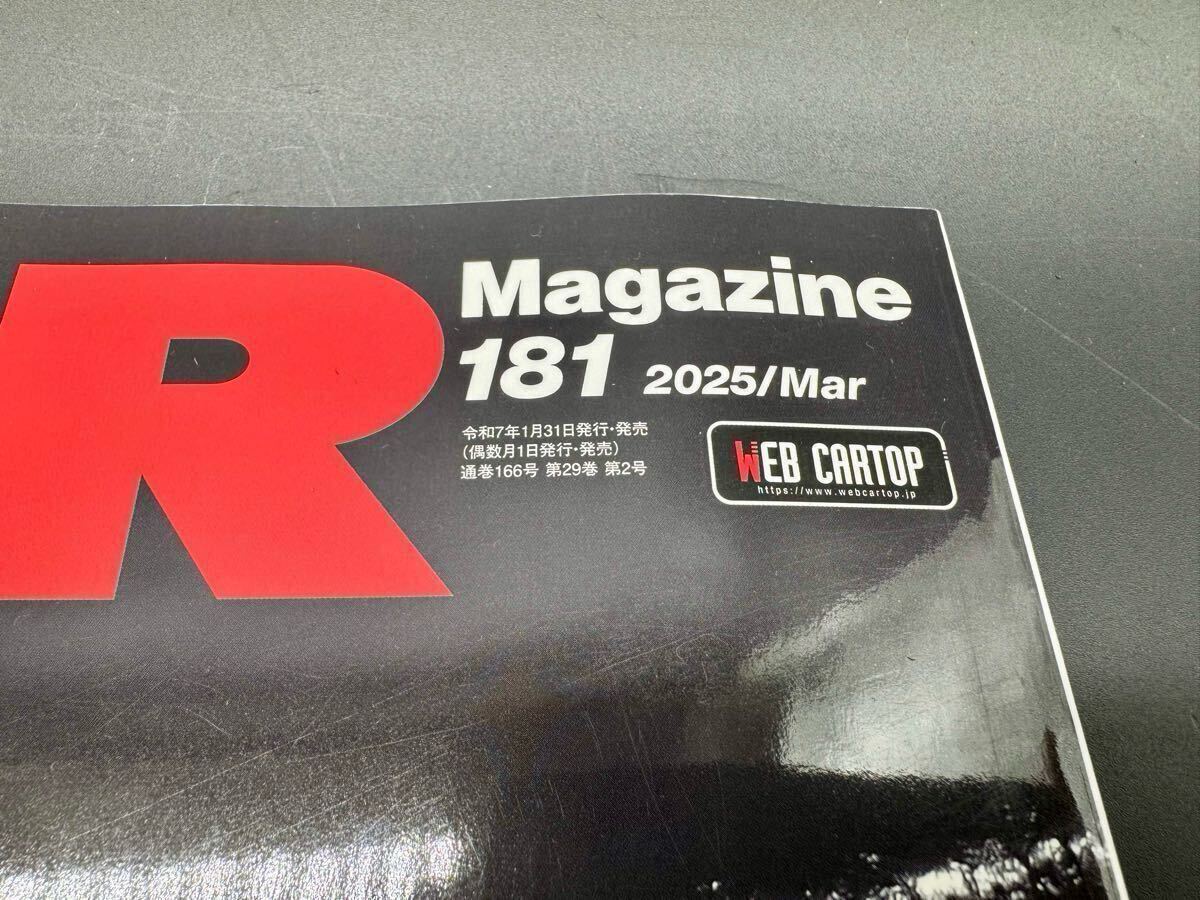 R
Magazine
181 2025/Mar
令和7年1月31日発行・発売
(偶数月1日発行・発売)
通巻166号 第29巻 第2号
WEB CARTOP
https://www.webcartop.jp